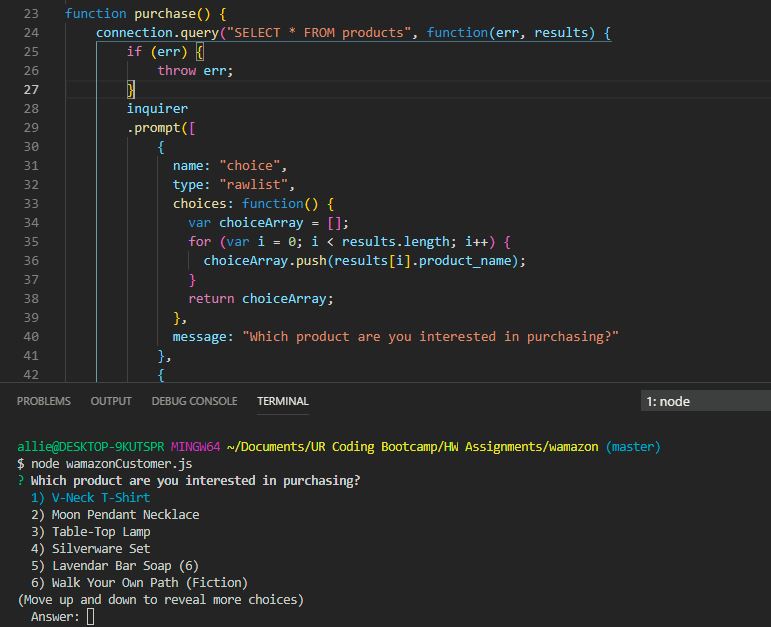 23 function purchase() {
24 connection.query("SELECT * FROM products", function(err, results) {
25 if (err) {
26 throw err;
27 }
28 inquirer
29 .prompt([
30 {
31 name: "choice",
32 type: "rawlist",
33 choices: function() {
34 var choiceArray = [];
35 for (var i = 0; i < results.length; i++) {
36 choiceArray.push(results[i].product_name);
37 }
38 return choiceArray;
39 },
40 message: "Which product are you interested in purchasing?"
41 },
42 {
PROBLEMS OUTPUT DEBUG CONSOLE TERMINAL 1: node
allie@DESKTOP-9KUTSPR MINGW64 ~/Documents/UR Coding Bootcamp/HW Assignments/wamazon (master)
$ node wamazonCustomer.js
? Which product are you interested in purchasing?
1) V-Neck T-Shirt
2) Moon Pendant Necklace
3) Table-Top Lamp
4) Silverware Set
5) Lavendar Bar Soap (6)
6) Walk Your Own Path (Fiction)
(Move up and down to reveal more choices)
Answer: